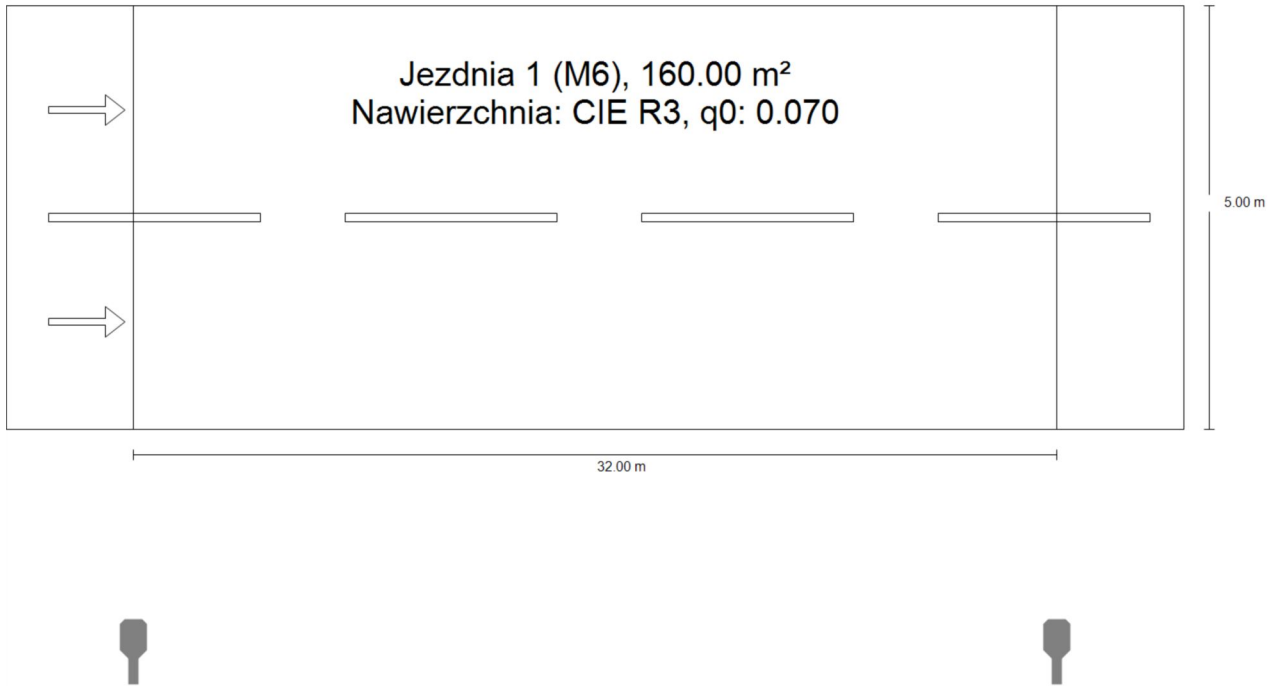 Jezdnia 1 (M6), 160.00 m²
Nawierzchnia: CIE R3, q0: 0.070
5.00 m
32.00 m